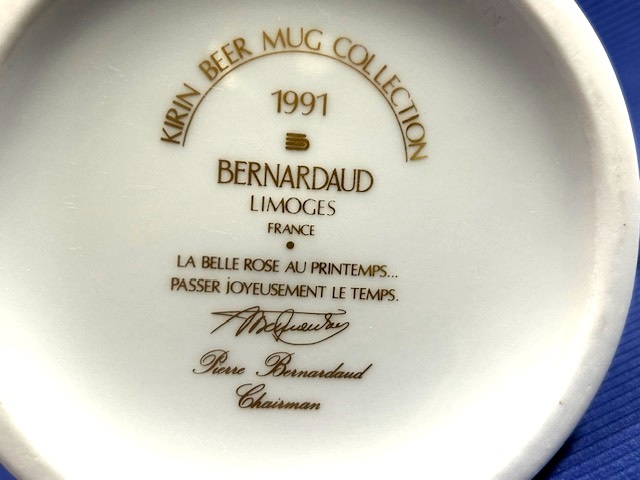 KIRIN BEER MUG COLLECTION
1991
BERNARDAUD
LIMOGES
FRANCE
LA BELLE ROSE AU PRINTEMPS...
PASSER jOYEUSEMENT LE TEMPS.
Pierre Bernardaud
Chairman